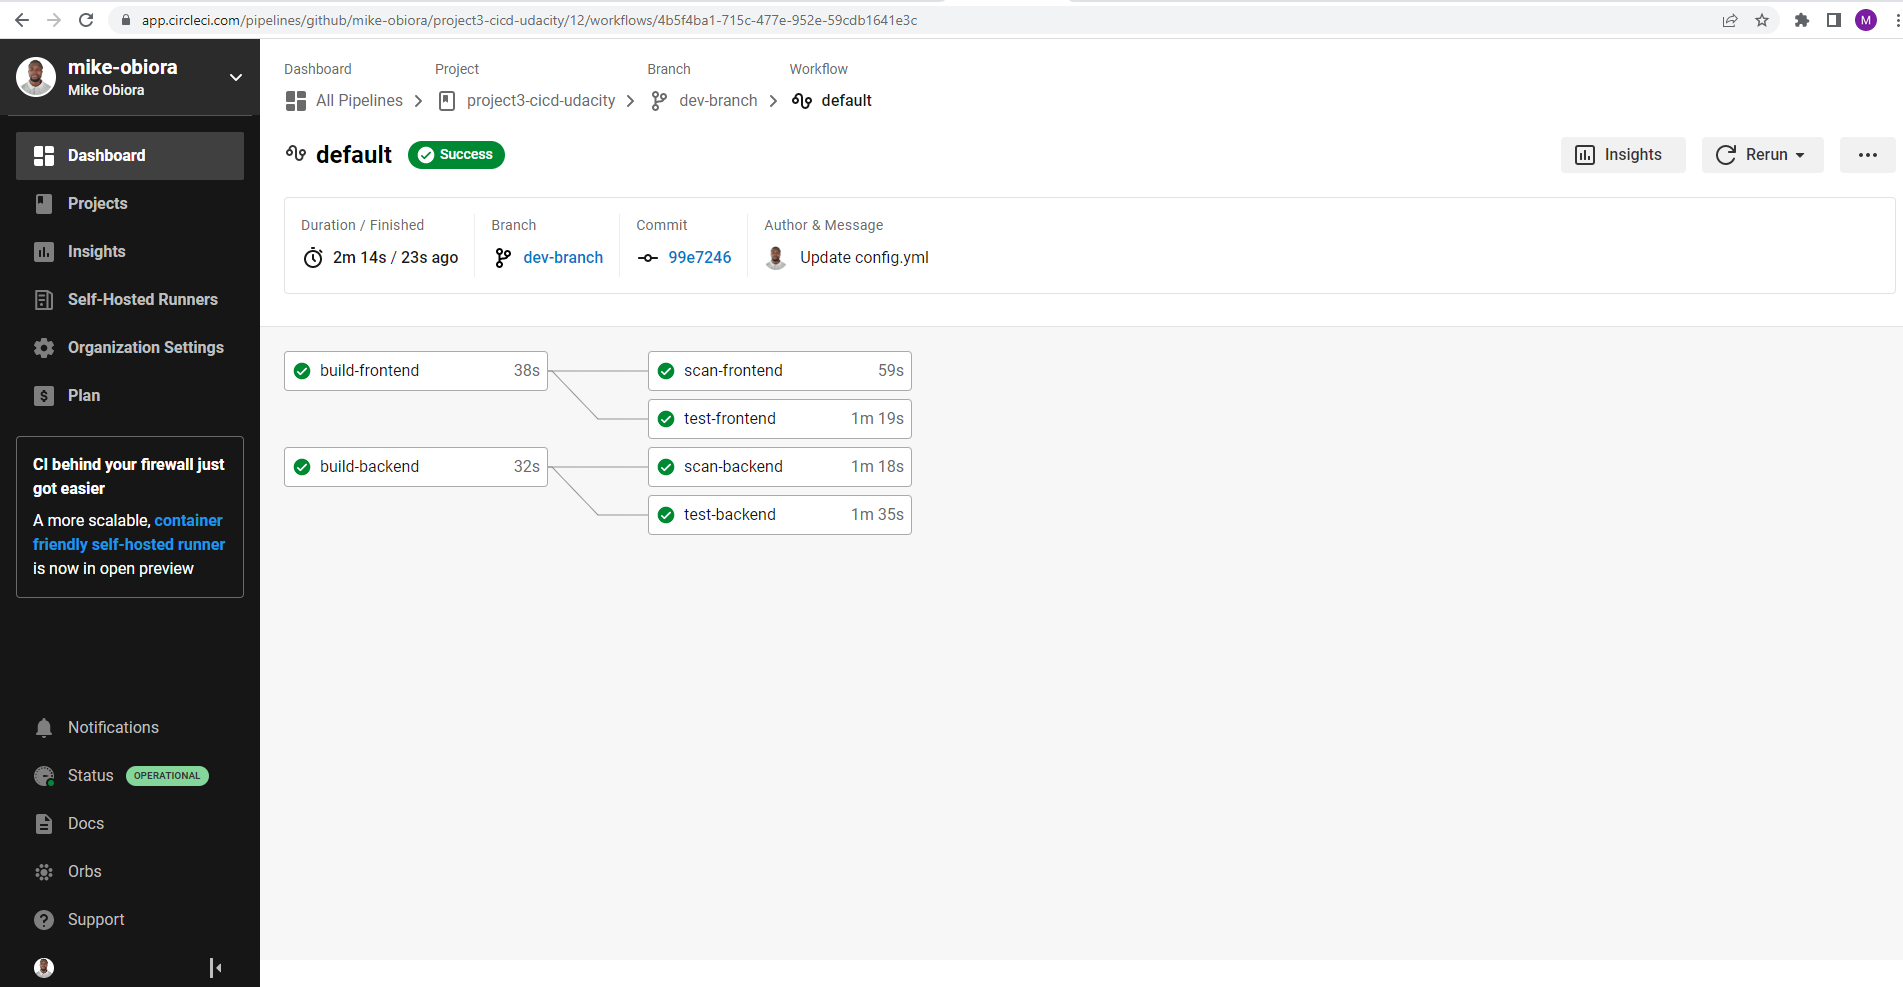 app.circleci.com/pipelines/github/mike-obiora/project3-cicd-udacity/12/workflows/4b5f4ba1-715c-477e-952e-59cdb1641e3c
M
mike-obiora
Mike Obiora
Dashboard
Projects
Insights
Self-Hosted Runners
Organization Settings
Plan
CI behind your firewall just
got easier
A more scalable, container
friendly self-hosted runner
is now in open preview
Notifications
Status OPERATIONAL
Docs
Orbs
Support
Dashboard Project Branch Workflow
All Pipelines project3-cicd-udacity dev-branch default
default Success
Insights Rerun
Duration / Finished Branch Commit Author & Message
2m 14s / 23s ago dev-branch 99e7246 Update config.yml
build-frontend 38s
scan-frontend 59s
test-frontend 1m 19s
build-backend 32s
scan-backend 1m 18s
test-backend 1m 35s